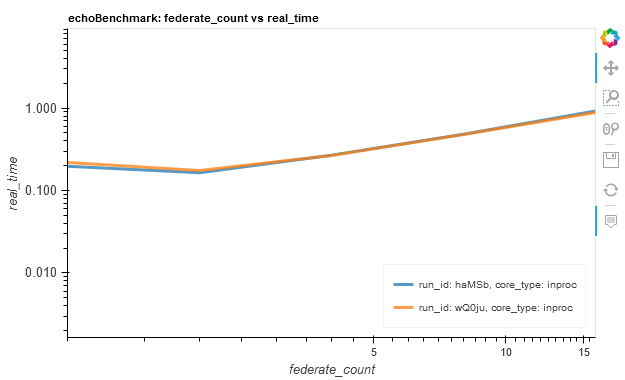 echoBenchmark: federate_count vs real_time
1.000
0.100
0.010
real_time
run_id: haMSb, core_type: inproc
run_id: wQ0ju, core_type: inproc
5
10
15
federate_count